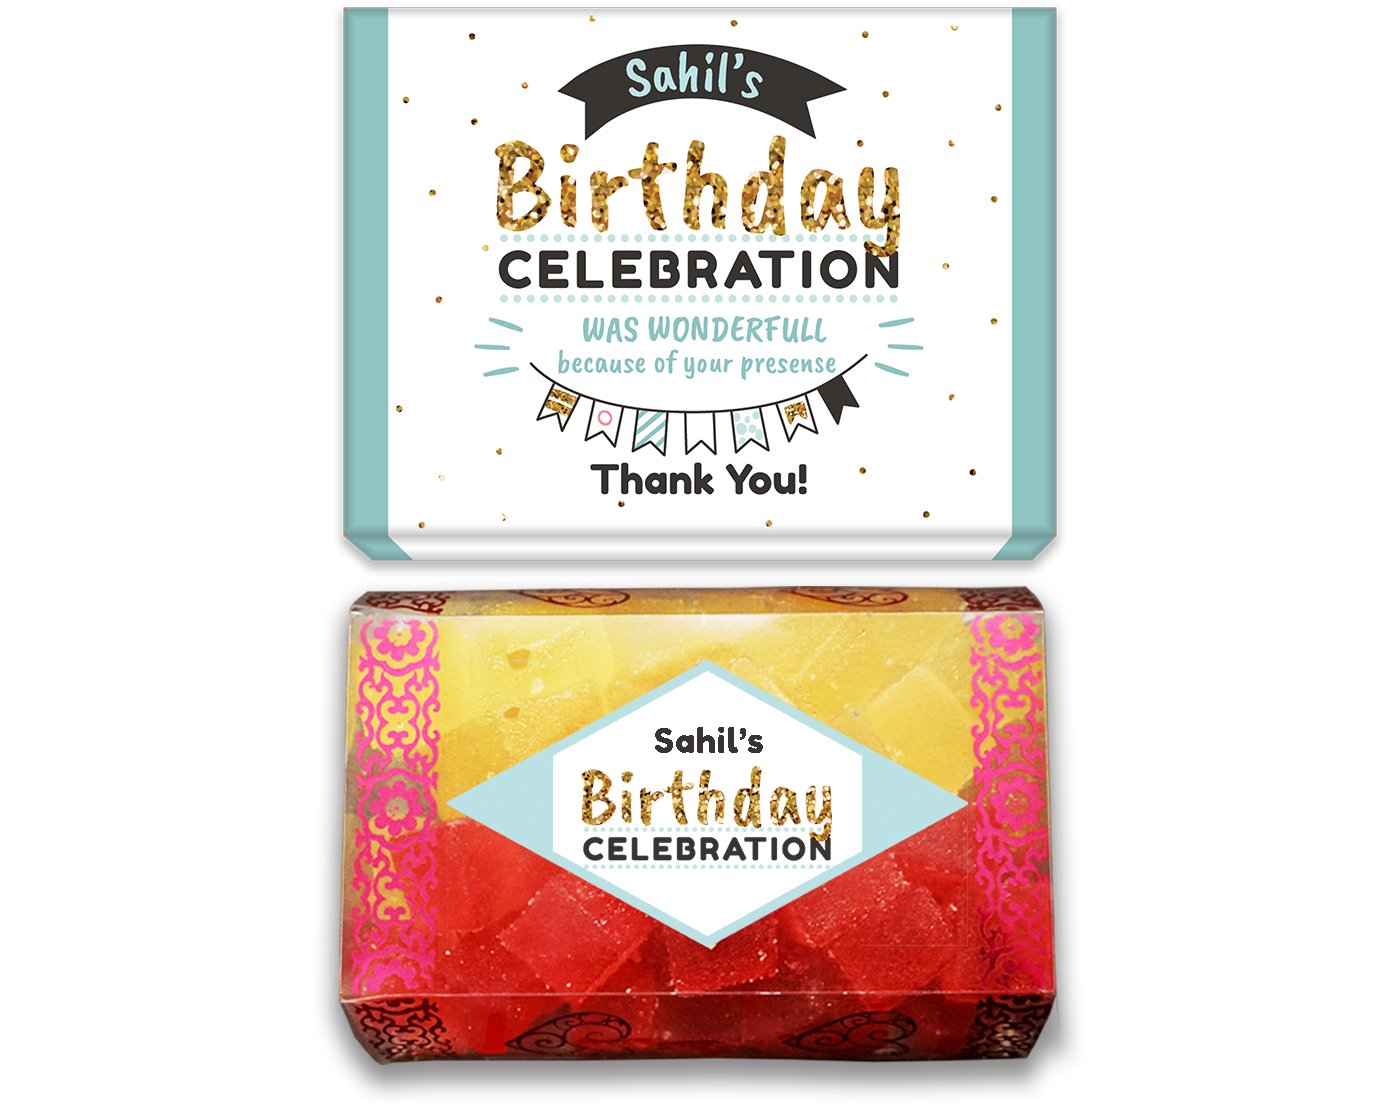 Sahil's
Birthday
CELEBRATION
WAS WONDERFULL
because of your presense
Thank You!
Sahil's
Birthday
CELEBRATION